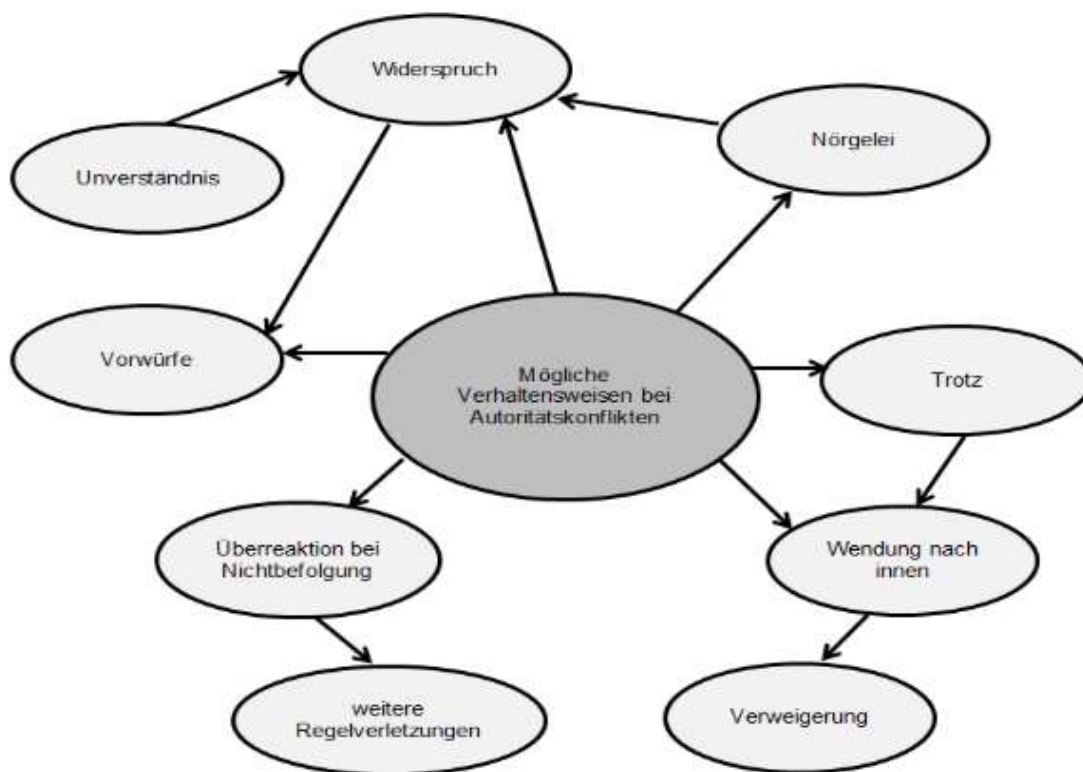 Widerspruch
Nörgelei
Unverständnis
Vorwürfe
Mögliche
Verhaltensweisen bei
Autoritätskonflikten
Trotz
Überreaktion bei
Nichtbefolgung
Wendung nach
innen
weitere
Regelverletzungen
Verweigerung